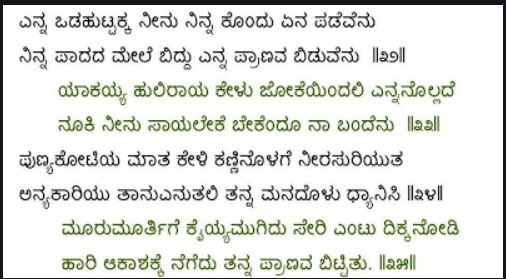 ಎನ್ನ ಒಡಹುಟ್ಟಕ್ಕ ನೀನು ನಿನ್ನ ಕೊಂದು ಏನ ಪಡೆವೆನು
ನಿನ್ನ ಪಾದದ ಮೇಲೆ ಬಿದ್ದು ಎನ್ನ ಪ್ರಾಣವ ಬಿಡುವೆನು ||೩೨||
ಯಾಕಯ್ಯ ಹುಲಿರಾಯ ಕೇಳು ಜೋಕೆಯಿಂದಲಿ ಎನ್ನನೊಲ್ಲದೆ
ನೂಕಿ ನೀನು ಸಾಯಲೇಕೆ ಬೇಕೆಂದೂ ನಾ ಬಂದೆನು ||೩೩||
ಪುಣ್ಯಕೋಟಿಯ ಮಾತ ಕೇಳಿ ಕಣ್ಣಿನೊಳಗೆ ನೀರಸುರಿಯುತ
ಅನ್ಯಕಾರಿಯು ತಾನುಎನುತಲಿ ತನ್ನ ಮನದೊಳು ಧ್ಯಾನಿಸಿ ||೩೪||
ಮೂರುಮೂರ್ತಿಗೆ ಕೈಯ್ಯಮುಗಿದು ಸೇರಿ ಎಂಟು ದಿಕ್ಕನೋಡಿ
ಹಾರಿ ಆಕಾಶಕ್ಕೆ ನೆಗೆದು ತನ್ನ ಪ್ರಾಣವ ಬಿಟ್ಟಿತು. ||೩೫||